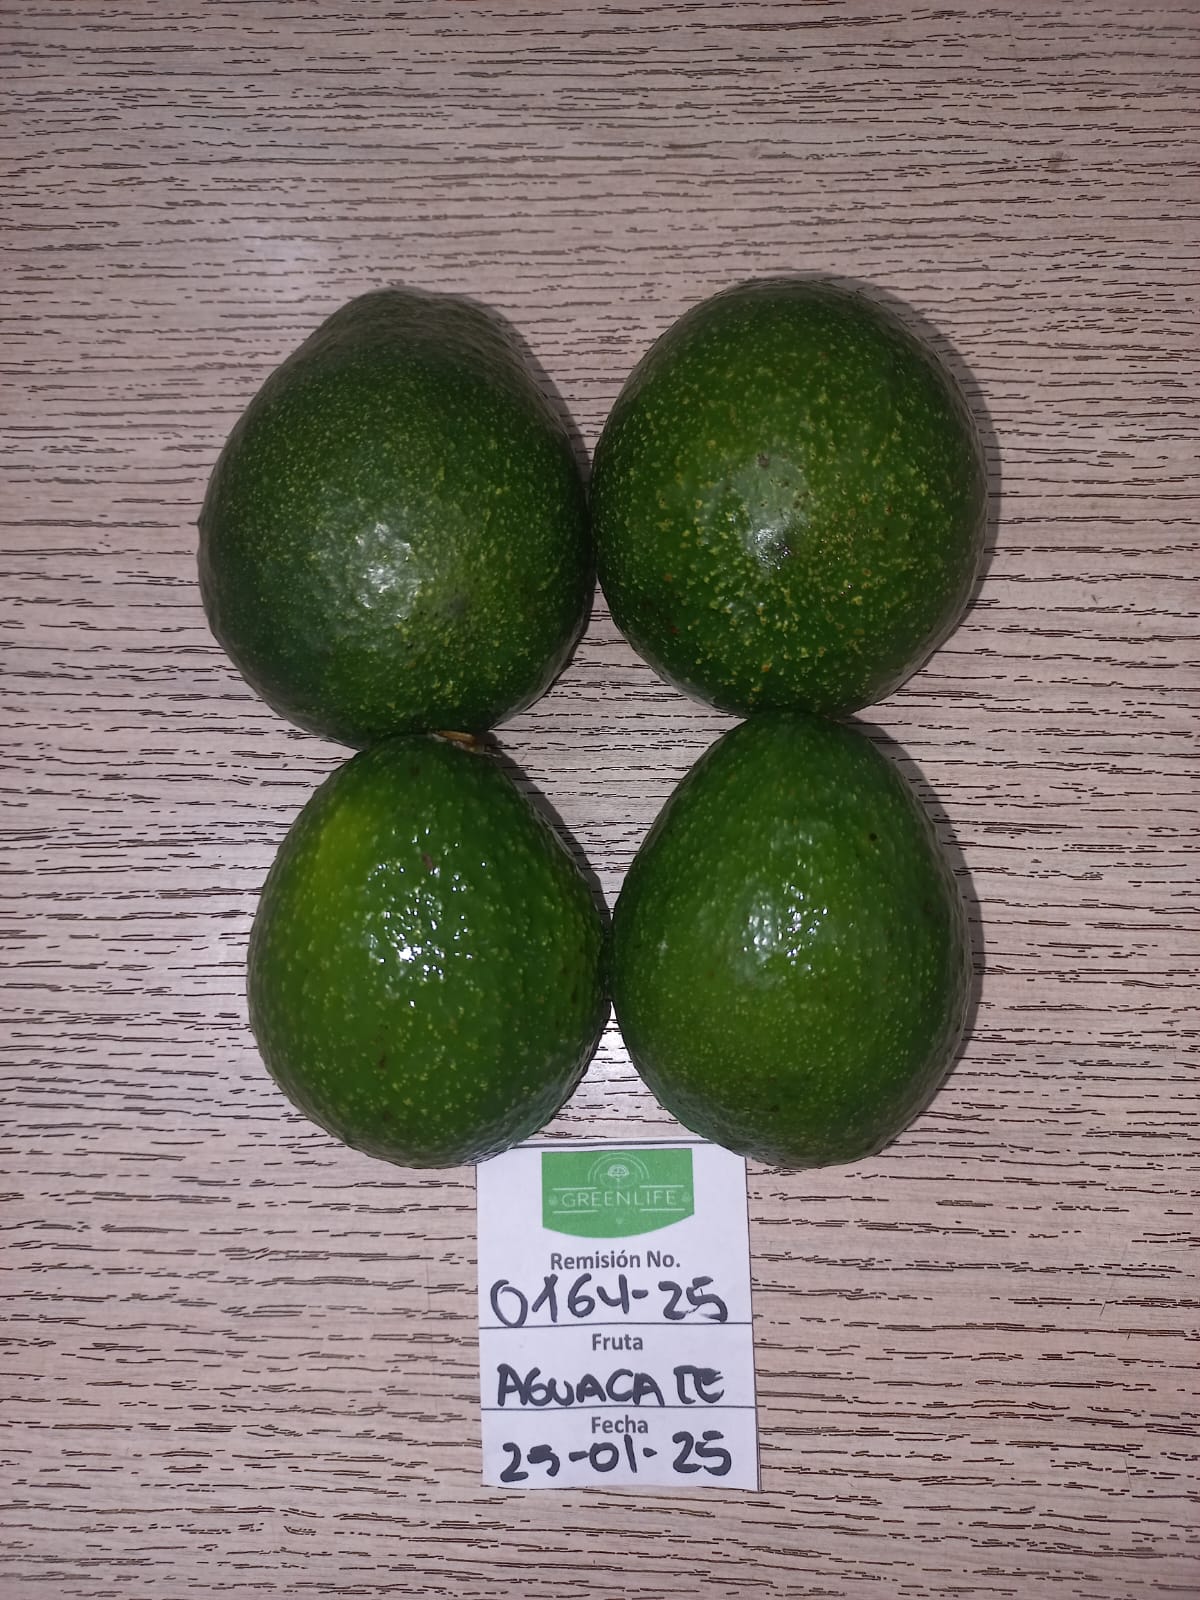 GREENLIFE
Remisión No.
0164-25
Fruta
AGUACATE
Fecha
25-01-25